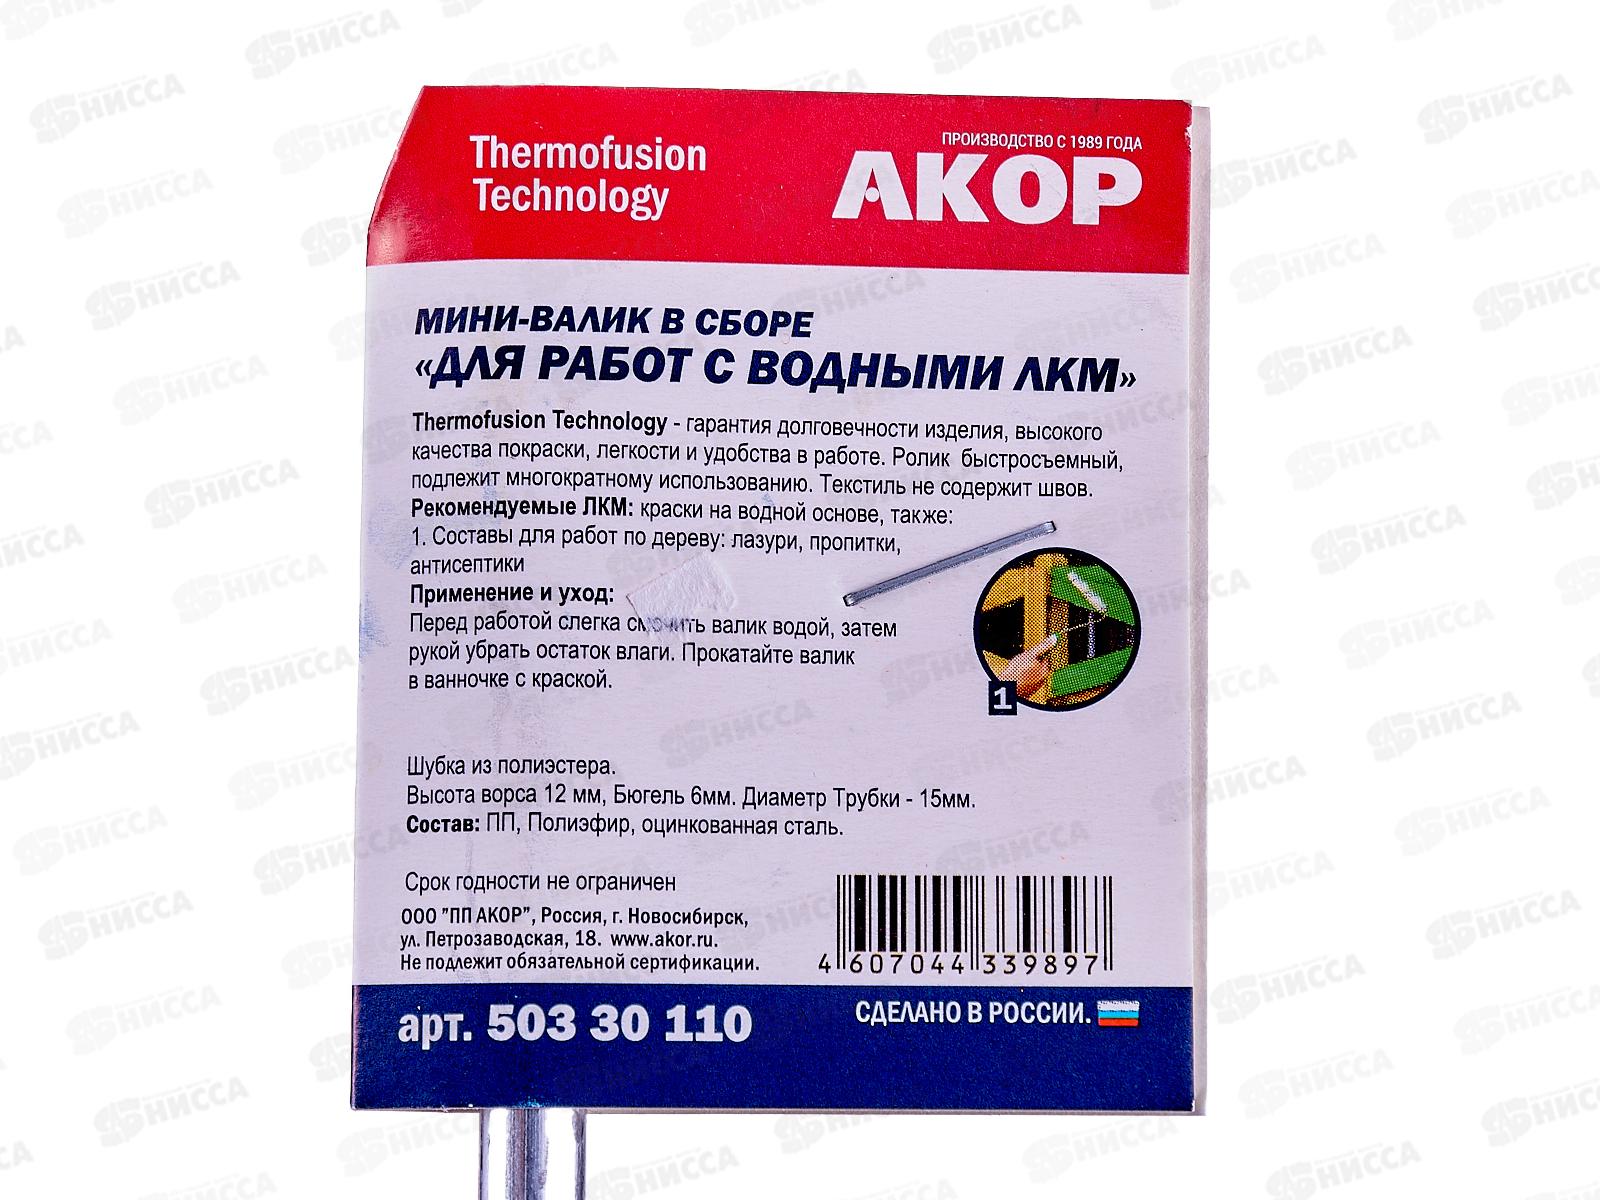 Thermofusion
Technology
ПРОИЗВОДСТВО С 1989 ГОДА
АКОР
МИНИ-ВАЛИК В СБОРЕ
«ДЛЯ РАБОТ С ВОДНЫМИ ЛКМ»
Thermofusion Technology - гарантия долговечности изделия, высокого
качества покраски, легкости и удобства в работе. Ролик быстросъемный,
подлежит многократному использованию. Текстиль не содержит швов.
Рекомендуемые ЛКМ: краски на водной основе, также:
1. Составы для работ по дереву: лазури, пропитки,
антисептики
Применение и уход:
Перед работой слегка смочить валик водой, затем
рукой убрать остаток влаги. Прокатайте валик
в ванночке с краской.
1
Шубка из полиэстера.
Высота ворса 12 мм, Бюгель 6мм. Диаметр Трубки - 15мм.
Состав: ПП, Полиэфир, оцинкованная сталь.
Срок годности не ограничен
ООО "ПП АКОР", Россия, г. Новосибирск,
ул. Петрозаводская, 18. www.akor.ru.
Не подлежит обязательной сертификации.
4 607044 339897
арт. 503 30 110
СДЕЛАНО В РОССИИ.
НИССА